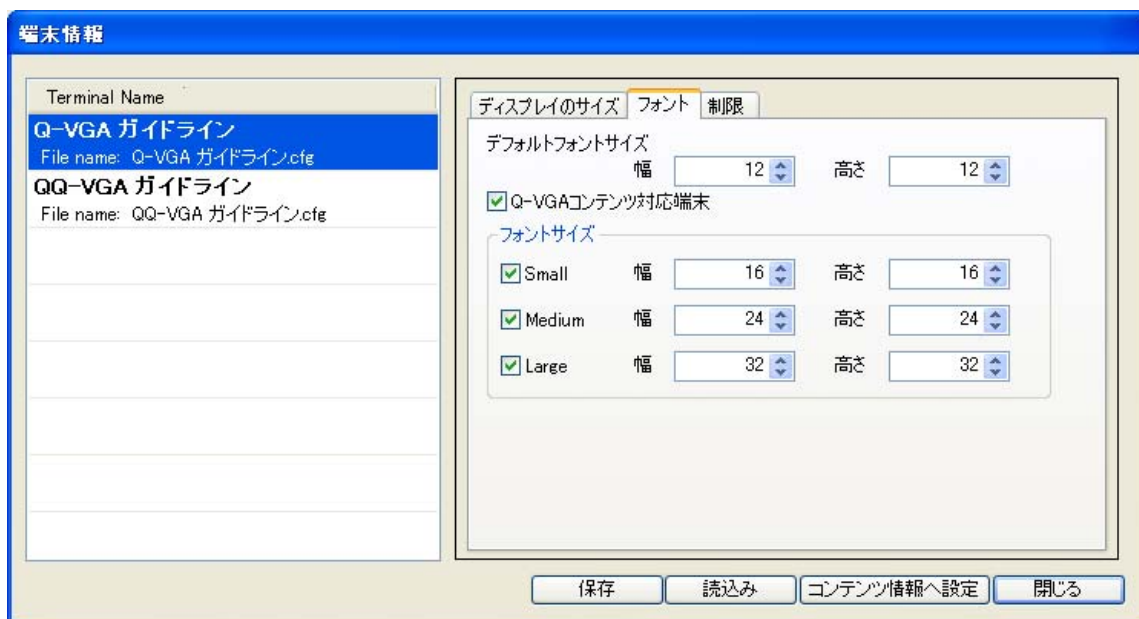 端末情報
Terminal Name
Q-VGA ガイドライン
File name: Q-VGA ガイドライン.cfg
QQ-VGA ガイドライン
File name: QQ-VGA ガイドライン.cfg
ディスプレイのサイズ フォント 制限
デフォルトフォントサイズ
幅 12 高さ 12
Q-VGAコンテンツ対応端末
フォントサイズ
Small 幅 16 高さ 16
Medium 幅 24 高さ 24
Large 幅 32 高さ 32
保存 読込み コンテンツ情報へ設定 閉じる